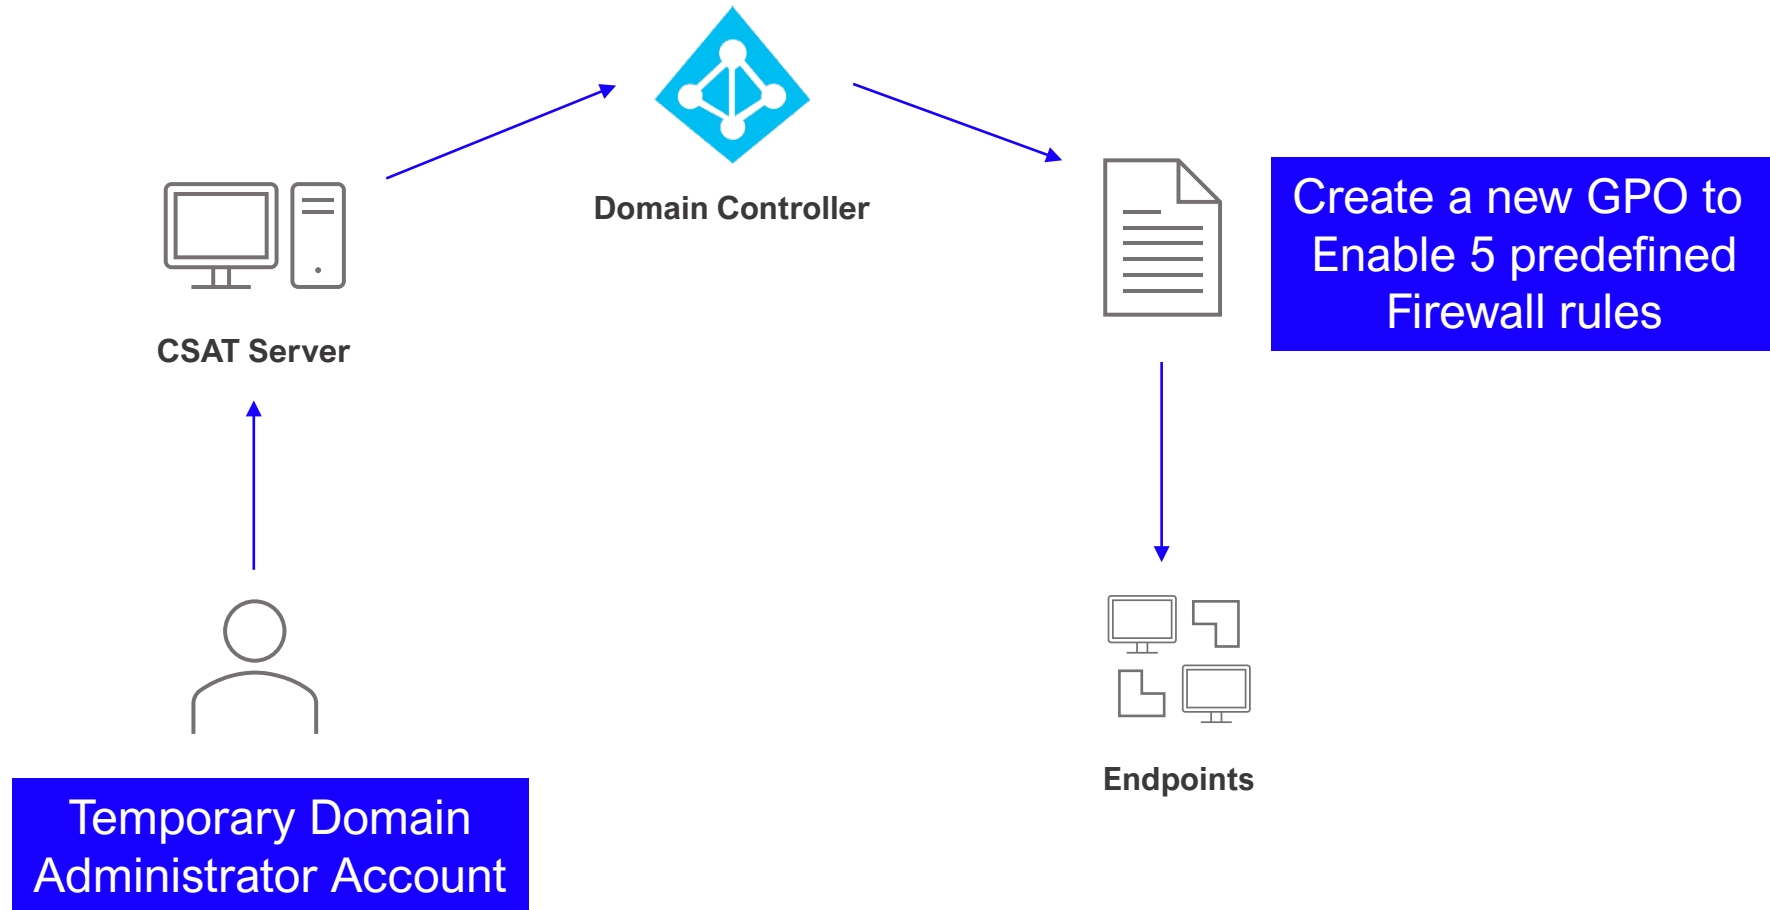 Domain Controller
Create a new GPO to
Enable 5 predefined
Firewall rules
CSAT Server
Endpoints
Temporary Domain
Administrator Account